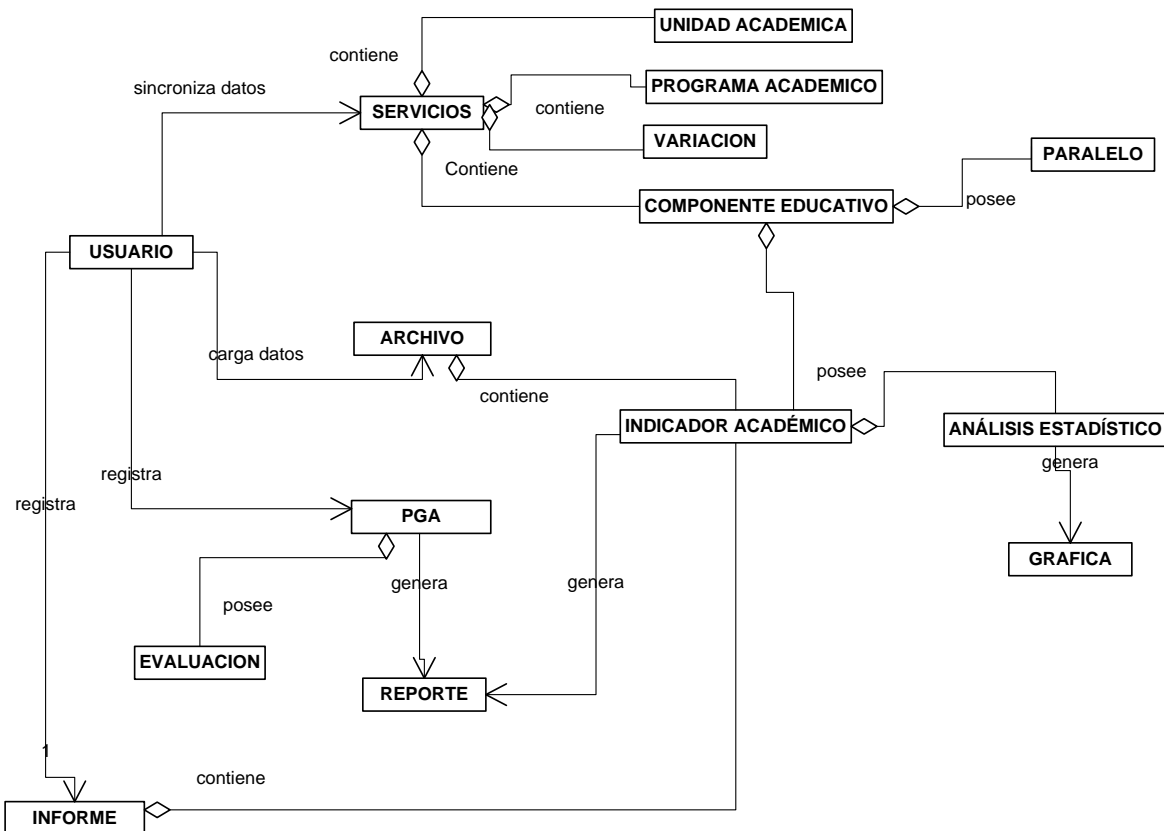 UNIDAD ACADEMICA
contiene
sincroniza datos
PROGRAMA ACADEMICO
SERVICIOS
contiene
VARIACION
PARALELO
Contiene
COMPONENTE EDUCATIVO
posee
USUARIO
ARCHIVO
carga datos
posee
contiene
INDICADOR ACADÉMICO
ANÁLISIS ESTADÍSTICO
genera
registra
registra
PGA
GRAFICA
genera
genera
posee
EVALUACION
REPORTE
1
contiene
INFORME